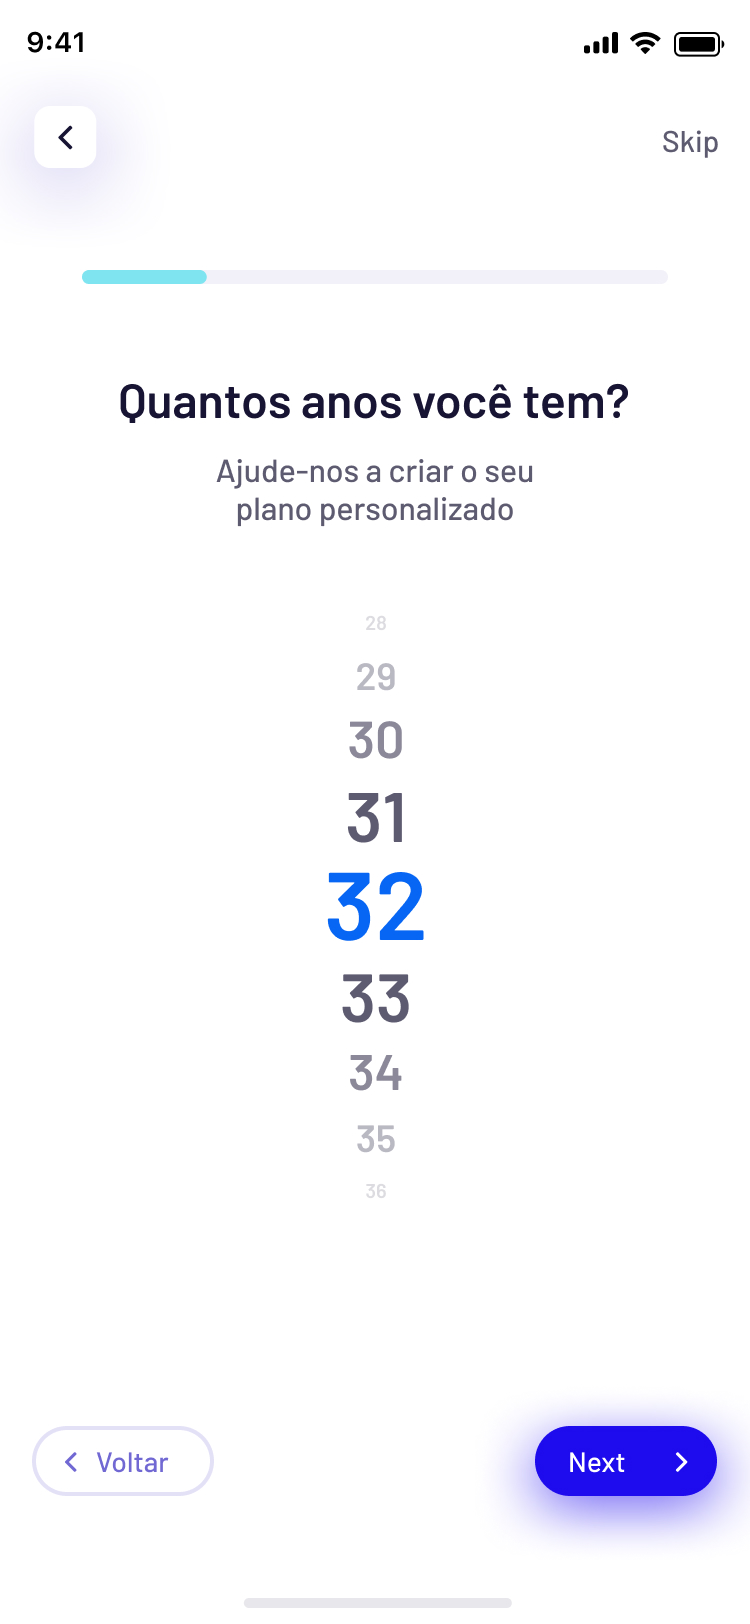 9:41
Skip
Quantos anos você tem?
Ajude-nos a criar o seu
plano personalizado
28
29
30
31
32
33
34
35
36
Voltar
Next